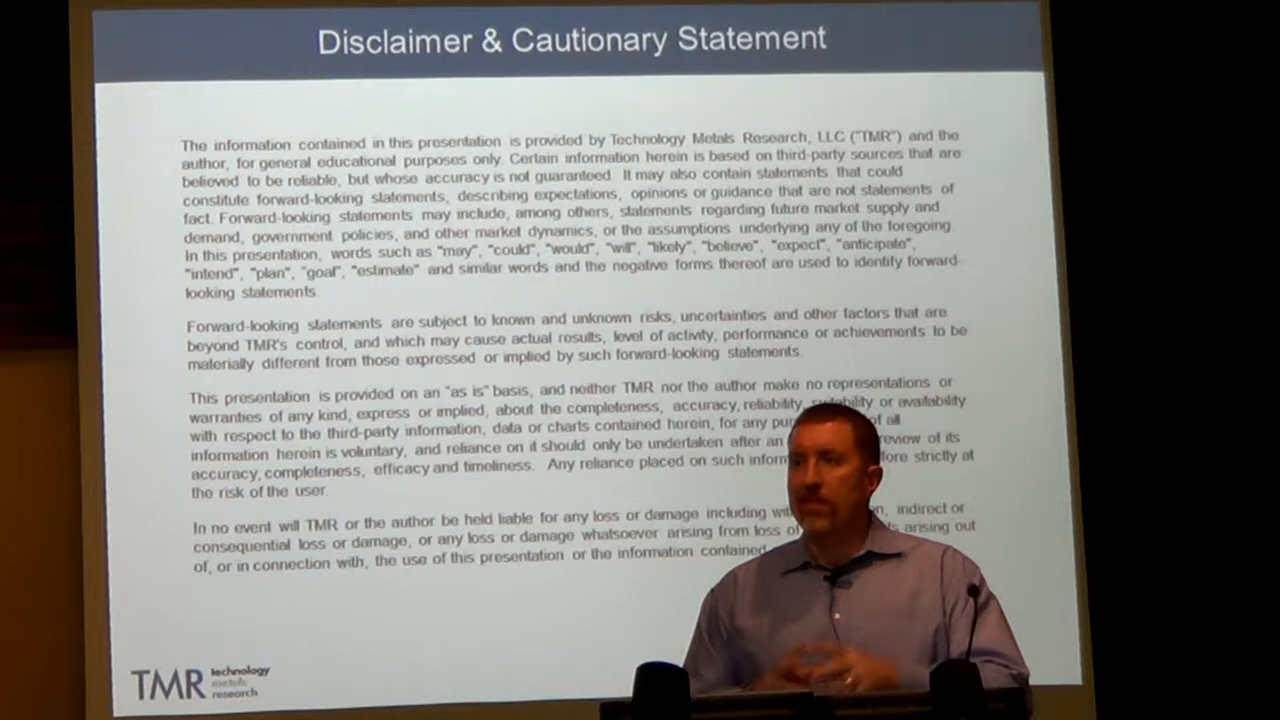 Disclaimer & Cautionary Statement
The information contained in this presentation is provided by Technology Metals Research, LLC ("TMR") and the
author, for general educational purposes only. Certain information herein is based on third-party sources that are
believed to be reliable, but whose accuracy is not guaranteed. It may also contain statements that could
constitute forward-looking statements, describing expectations, opinions or guidance that are not statements of
fact. Forward-looking statements may include, among others, statements regarding future market supply and
demand, government policies, and other market dynamics, or the assumptions underlying any of the foregoing.
In this presentation, words such as "may", "could", "would", "will", "likely", "believe", "expect", "anticipate",
"intend", "plan", "goal", "estimate" and similar words and the negative forms thereof are used to identify forward-
looking statements.
Forward-looking statements are subject to known and unknown risks, uncertainties and other factors that are
beyond TMR's control, and which may cause actual results, level of activity, performance or achievements to be
materially different from those expressed or implied by such forward-looking statements.
This presentation is provided on an "as is" basis, and neither TMR nor the author make no representations or
warranties of any kind, express or implied, about the completeness, accuracy, reliability, suitability or availability
with respect to the third-party information, data or charts contained herein, for any of all
information herein is voluntary, and reliance on it should only be undertaken after an review of its
accuracy, completeness, efficacy and timeliness. Any reliance placed on such strictly at
the risk of the user.
In no event will TMR or the author be held liable for any loss or damage including indirect or
consequential loss or damage, or any loss or damage whatsoever arising from loss of arising out
of, or in connection with, the use of this presentation or the information contained
TMR technology
metals
research